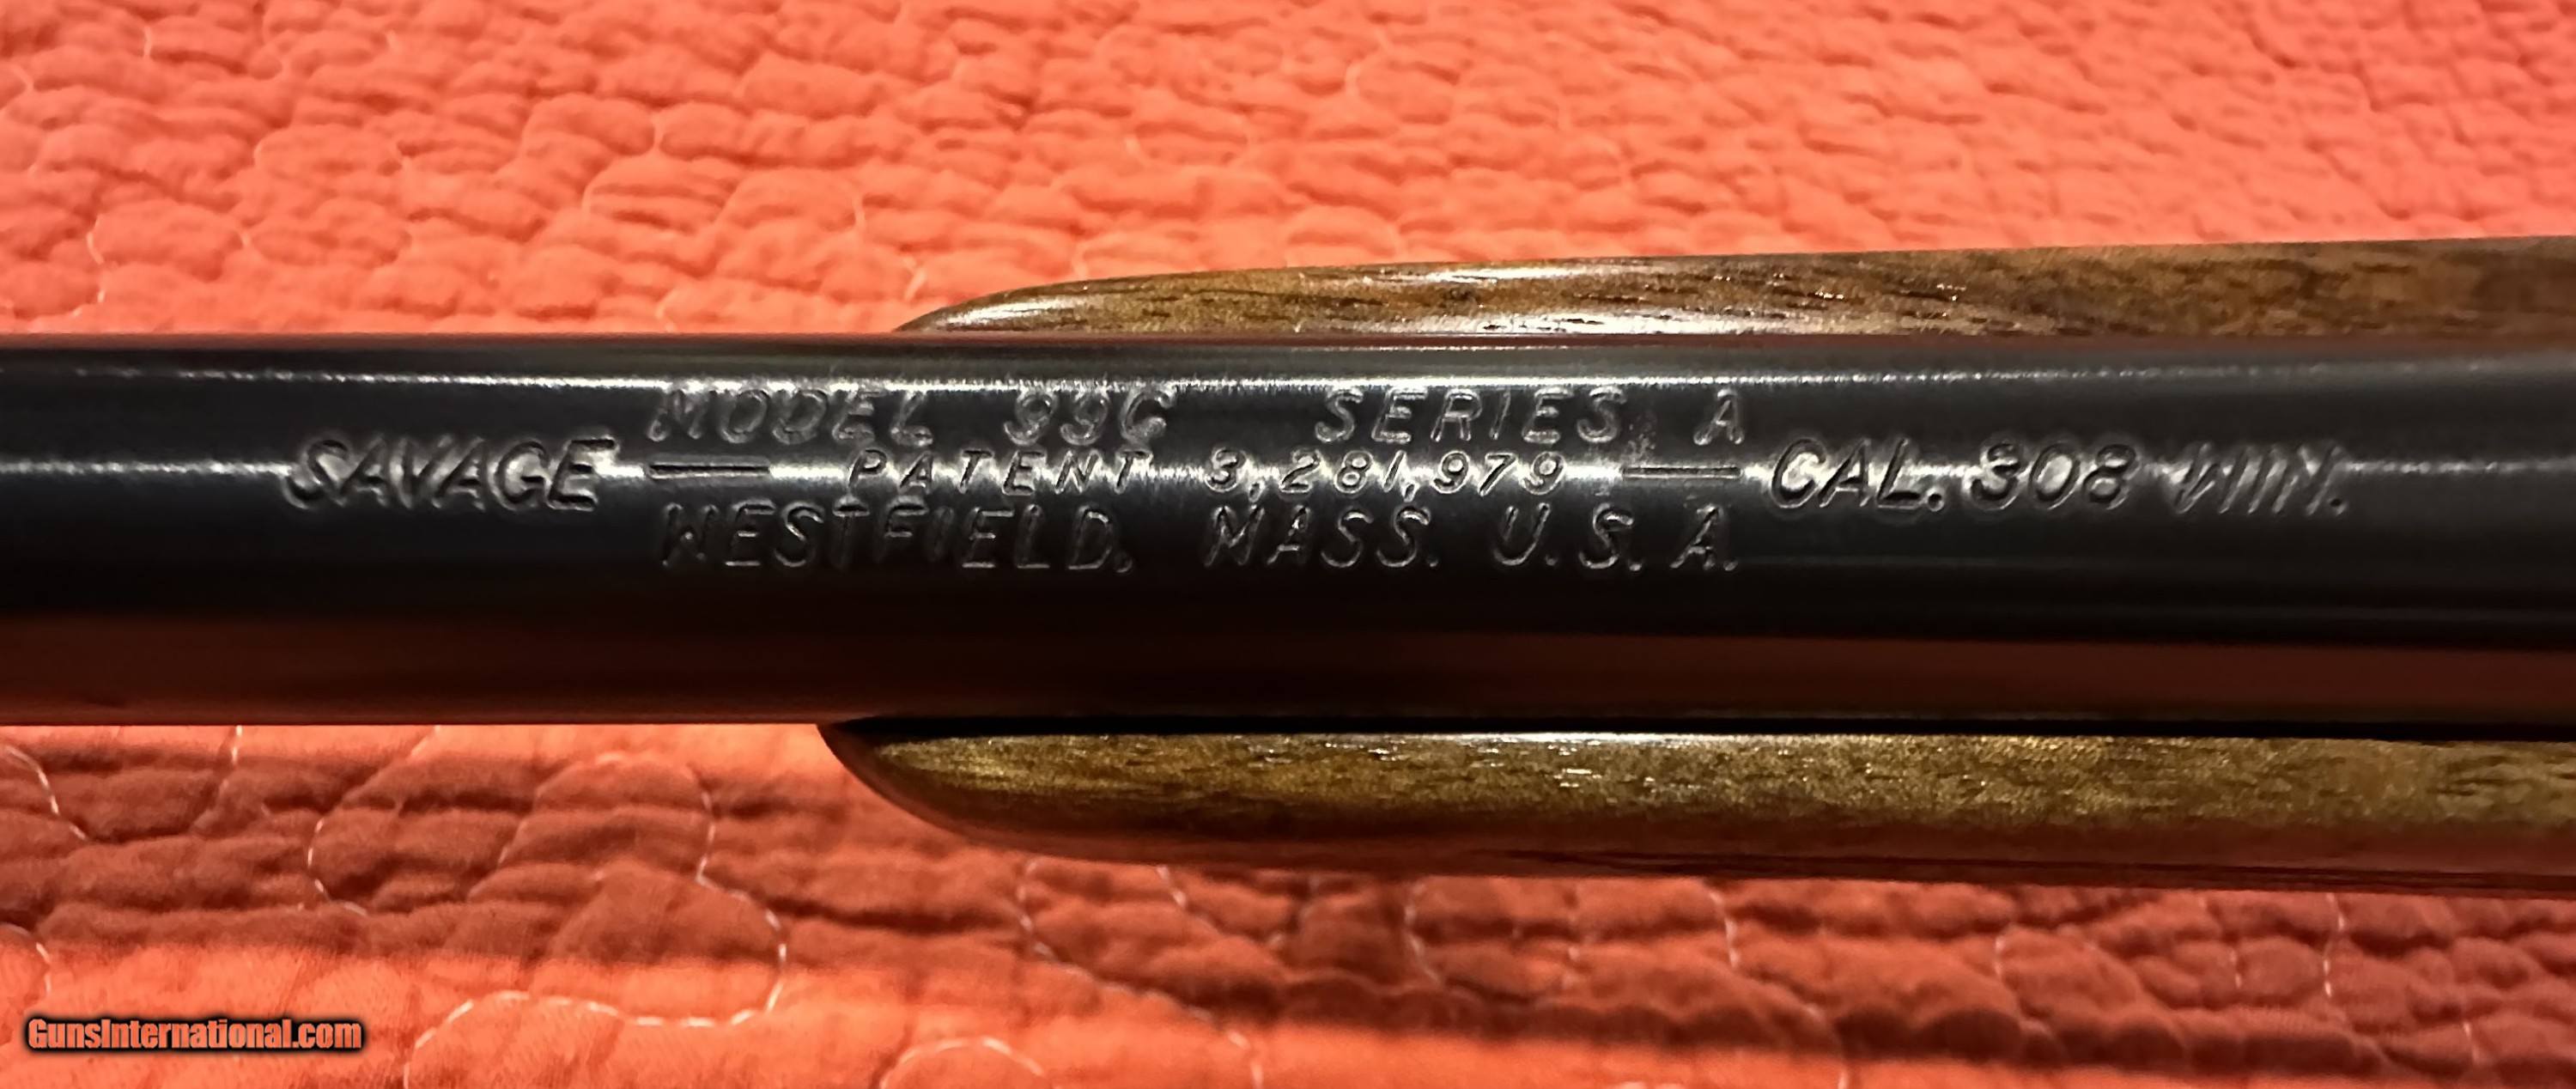 MODEL 99C SERIES A
SAVAGE — PATENT 3,281,979 — CAL. 308 WIN.
WESTFIELD, MASS. U.S.A.
GunsInternational.com